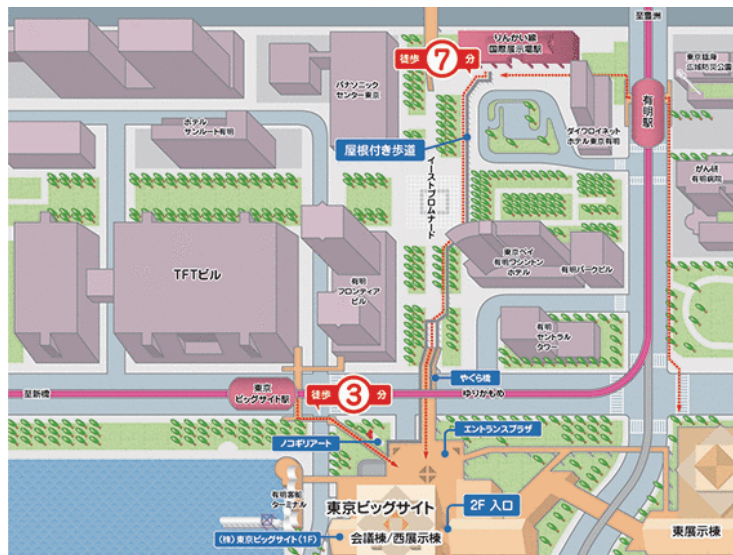 至豊洲
りんかい線
国際展示場駅
徒歩
7
分
東京臨海
広域防災公園
パナソニック
センター東京
有明駅
ホテル
サンルート有明
屋根付き歩道
ダイワロイネット
ホテル東京有明
がん研
有明病院
イーストプロムナード
東京ベイ
有明ワシントン
ホテル
有明パークビル
TFTビル
有明
フロンティア
ビル
有明
セントラル
タワー
やぐら橋
至新橋
東京
ビッグサイト駅
徒歩
3
分
ゆりかもめ
ノコギリアート
エントランスプラザ
有明客船
ターミナル
東京ビッグサイト
2F 入口
(株)東京ビッグサイト(1F)
会議棟/西展示棟
東展示棟